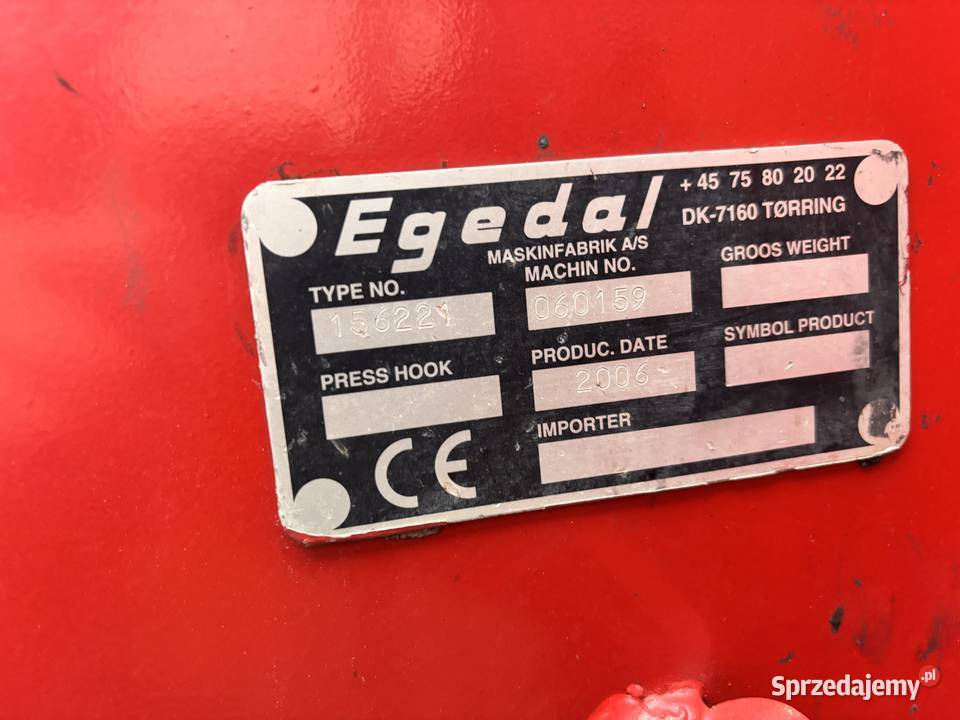 Egedal
MASKINFABRIK A/S
+ 45 75 80 20 22
DK-7160 TØRRING
TYPE NO.
156221
MACHIN NO.
060159
GROOS WEIGHT
PRESS HOOK
PRODUC. DATE
2006
SYMBOL PRODUCT
IMPORTER
CE
Sprzedajemy.pl